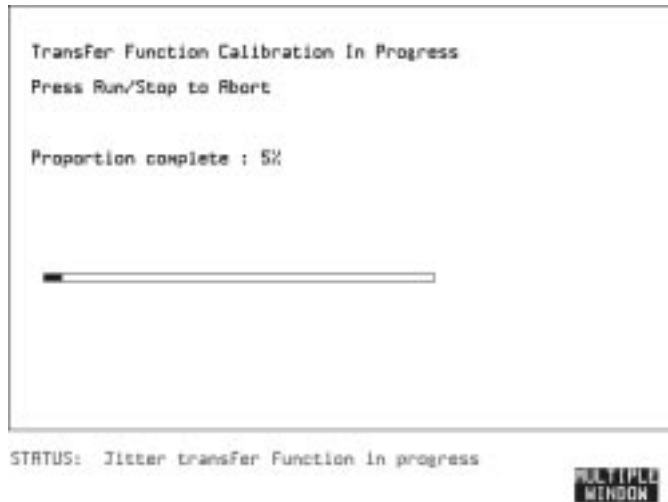 Transfer Function Calibration In Progress
Press Run/Stop to Abort
Proportion complete : 5%
STATUS: Jitter transfer Function in progress
MULTIPLE
WINDOW